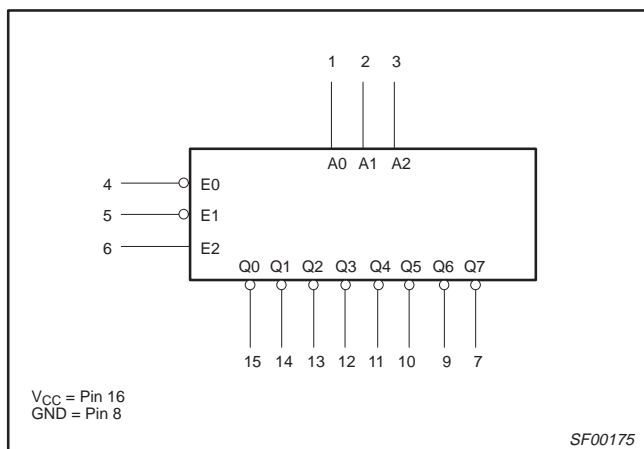 1 2 3
A0 A1 A2
4 E0
5 E1
6 E2
Q0 Q1 Q2 Q3 Q4 Q5 Q6 Q7
15 14 13 12 11 10 9 7
VCC = Pin 16
GND = Pin 8
SF00175